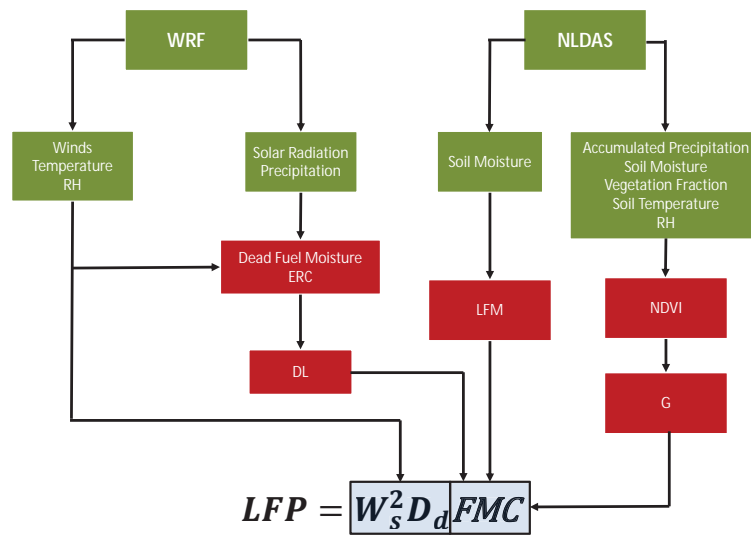 WRF
NLDAS
Winds
Temperature
RH
Solar Radiation
Precipitation
Soil Moisture
Accumulated Precipitation
Soil Moisture
Vegetation Fraction
Soil Temperature
RH
Dead Fuel Moisture
ERC
LFM
NDVI
DL
G
LFP = W_s^2 D_d FMC